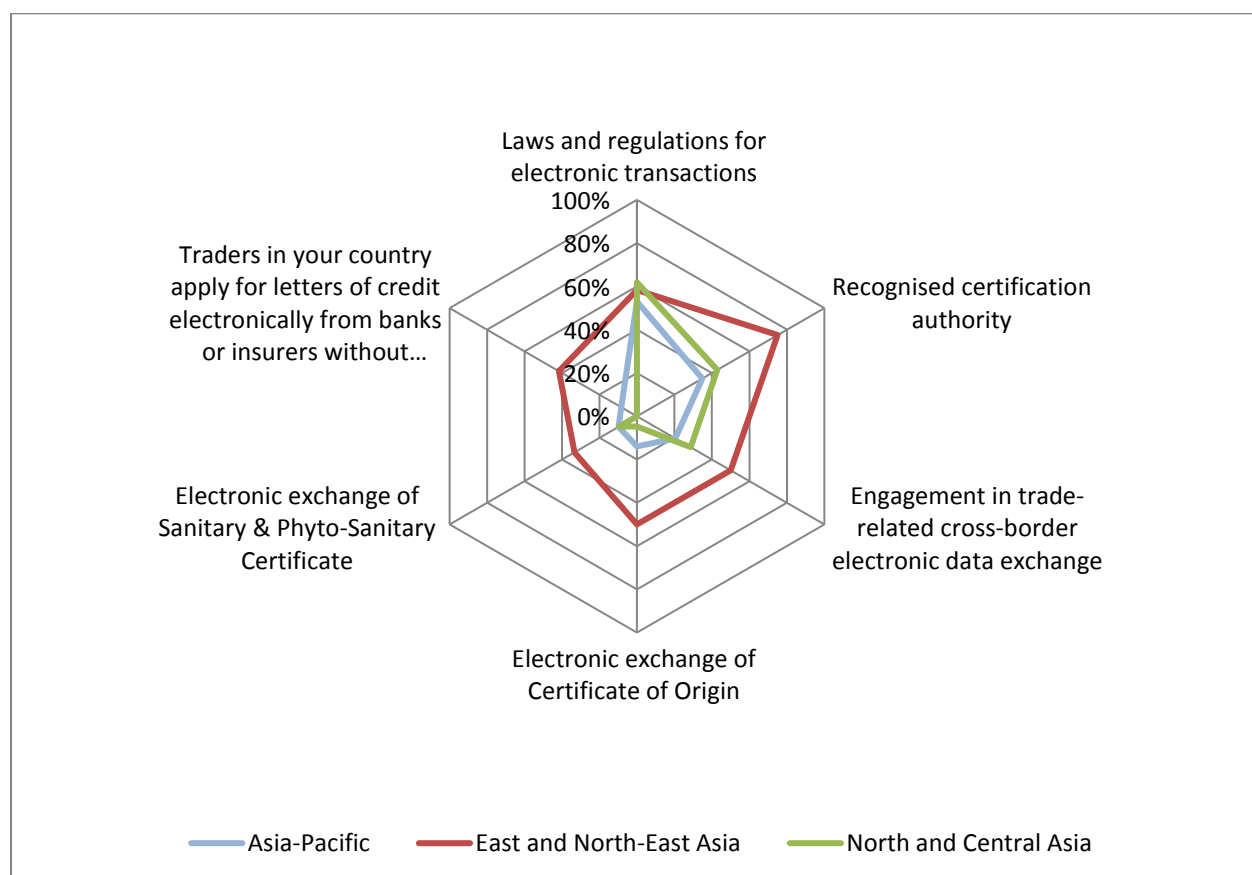 Laws and regulations for
electronic transactions
100%
80%
60%
40%
20%
0%
Recognised certification
authority
Engagement in trade-
related cross-border
electronic data exchange
Electronic exchange of
Certificate of Origin
Electronic exchange of
Sanitary & Phyto-Sanitary
Certificate
Traders in your country
apply for letters of credit
electronically from banks
or insurers without…
Asia-Pacific
East and North-East Asia
North and Central Asia